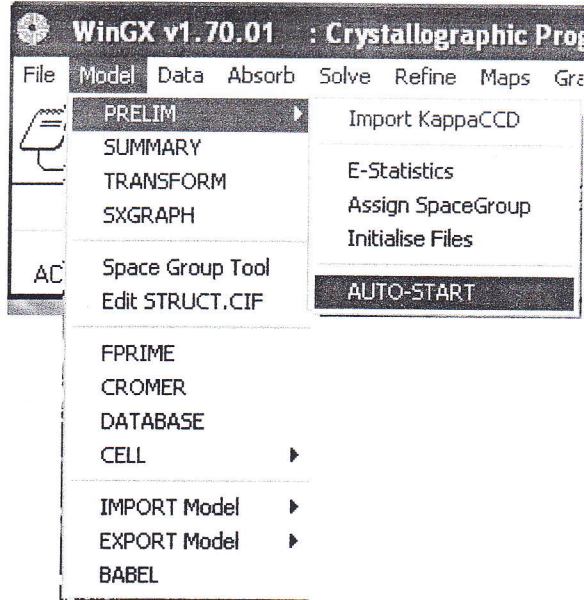 WinGX v1.70.01 : Crystallographic Prog
File Model Data Absorb Solve Refine Maps Gra
PRELIM
SUMMARY
TRANSFORM
SXGRAPH
Space Group Tool
Edit STRUCT.CIF
FPRIME
CROMER
DATABASE
CELL
IMPORT Model
EXPORT Model
BABEL
Import KappaCCD
E-Statistics
Assign SpaceGroup
Initialise Files
AUTO-START
AC